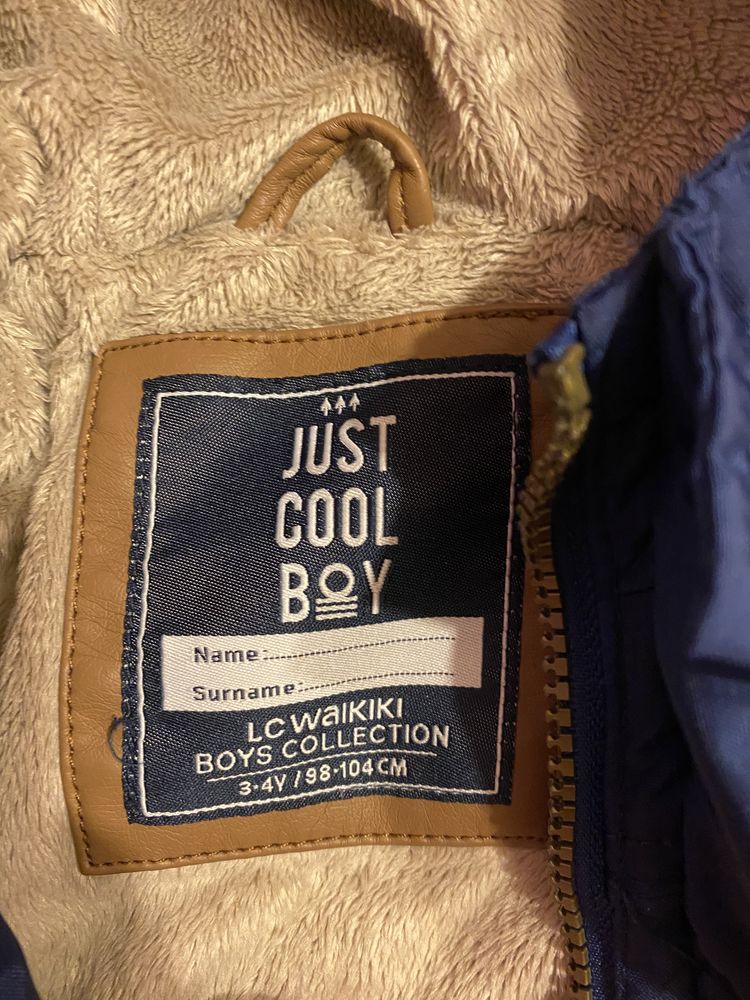 JUST
COOL
BOY
Name:
Surname:
LC WAIKIKI
BOYS COLLECTION
3-4Y / 98-104 CM